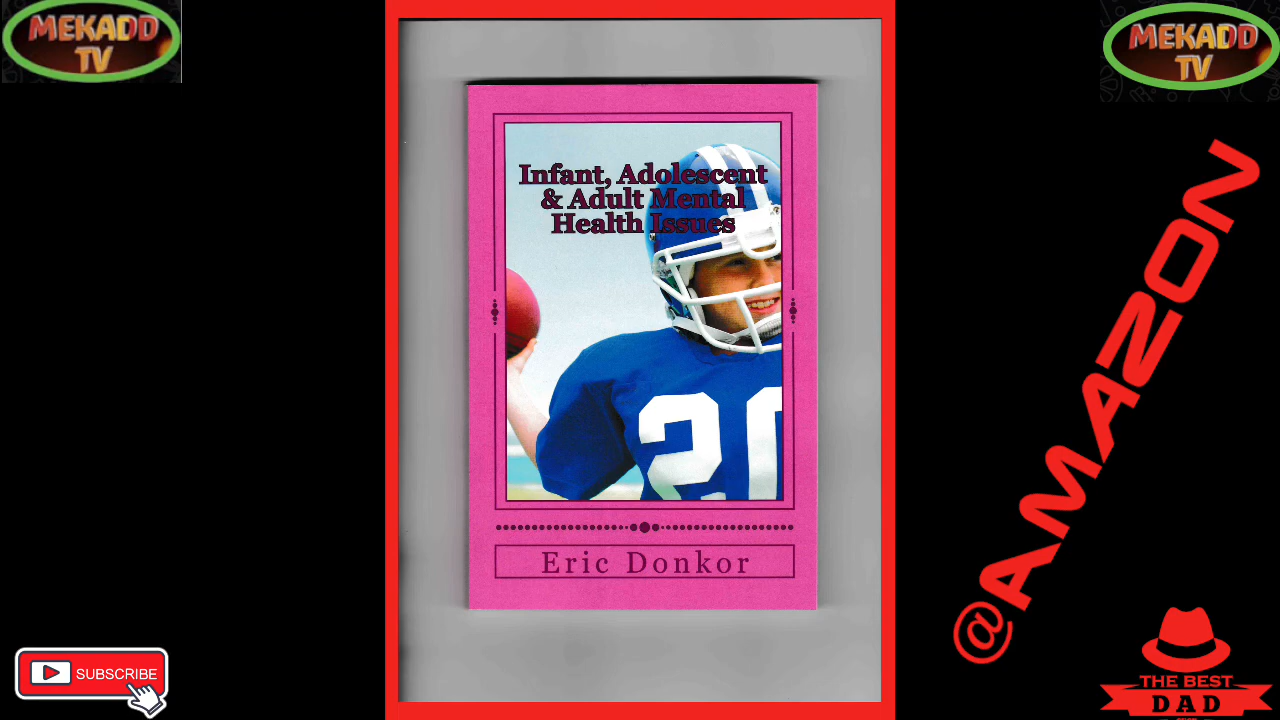 MEKADD
TV
MEKADD
TV
Infant, Adolescent
& Adult Mental
Health Issues
20
Eric Donkor
@AMAZON
SUBSCRIBE
THE BEST
DAD